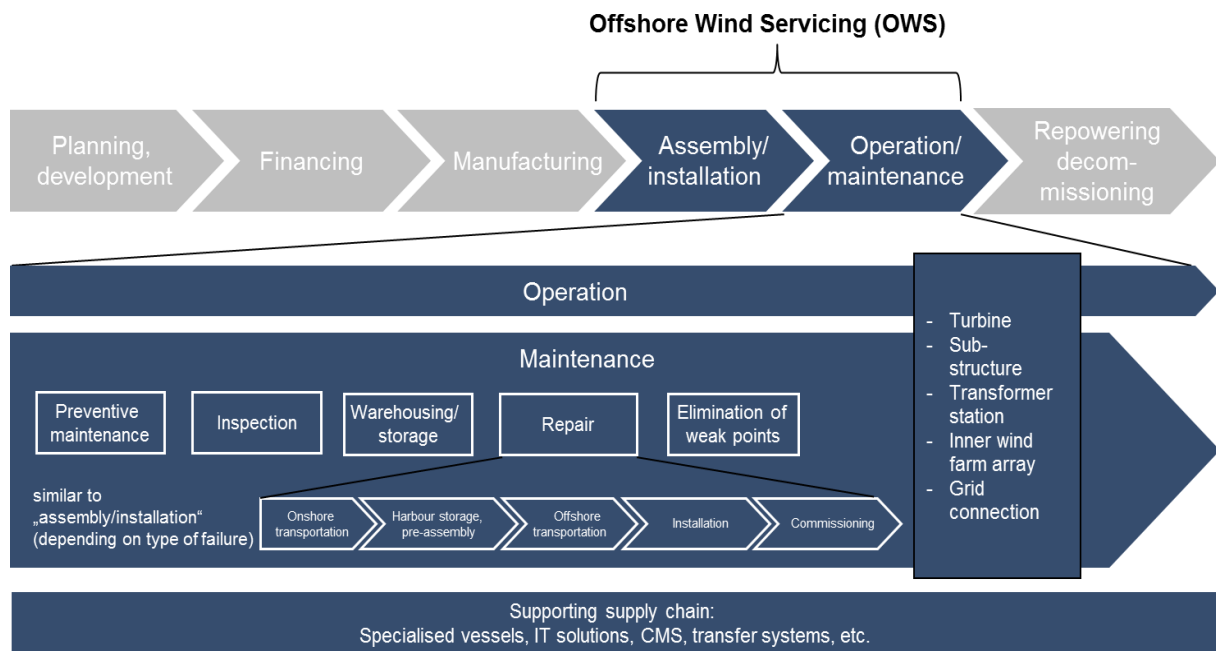 Offshore Wind Servicing (OWS)
Planning,
development
Financing
Manufacturing
Assembly/
installation
Operation/
maintenance
Repowering
decom-
missioning
Operation
Maintenance
Preventive
maintenance
Inspection
Warehousing/
storage
Repair
Elimination of
weak points
similar to
„assembly/installation“
(depending on type of failure)
Onshore
transportation
Harbour storage,
pre-assembly
Offshore
transportation
Installation
Commissioning
- Turbine
- Sub-
structure
- Transformer
station
- Inner wind
farm array
- Grid
connection
Supporting supply chain:
Specialised vessels, IT solutions, CMS, transfer systems, etc.